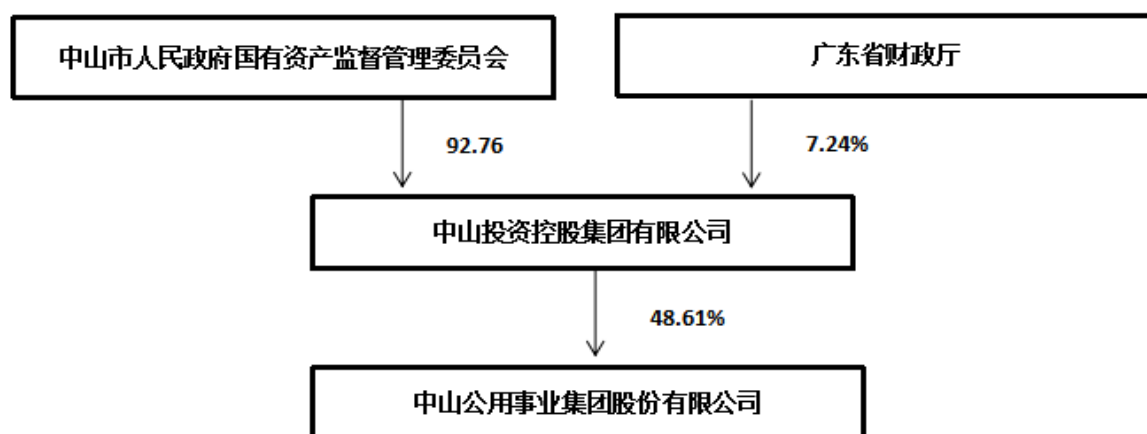 中山市人民政府国有资产监督管理委员会
广东省财政厅
92.76
7.24%
中山投资控股集团有限公司
48.61%
中山公用事业集团股份有限公司